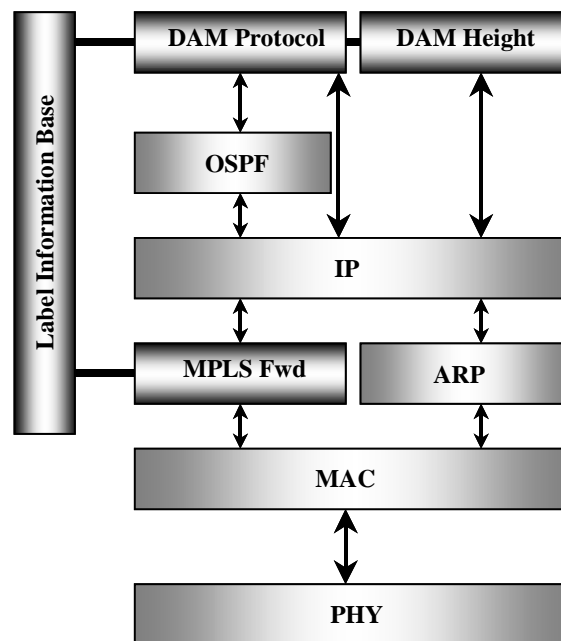 DAM Protocol
DAM Height
Label Information Base
OSPF
IP
MPLS Fwd
ARP
MAC
PHY